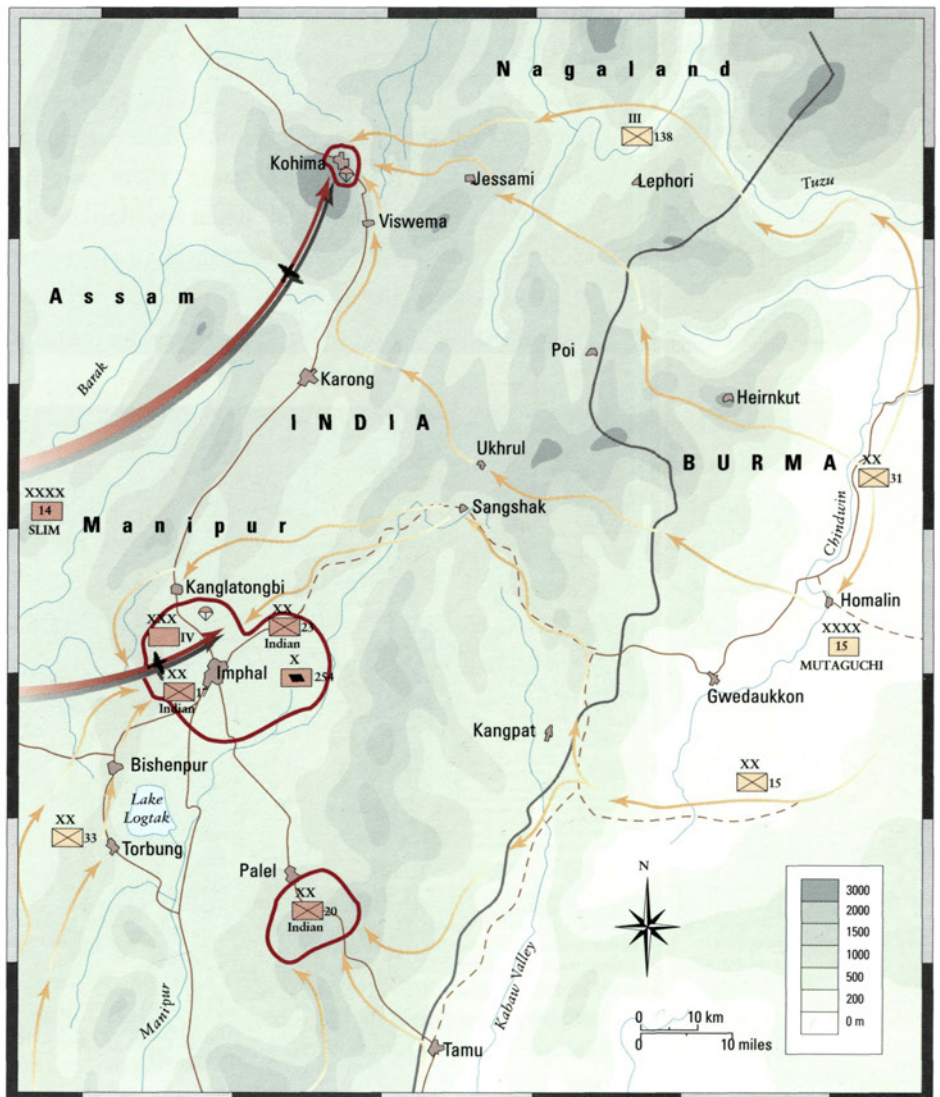 Nagaland
III
138
Kohima
Jessami
Lephori
Tuzu
Viswema
Assam
Barak
Poi
Karong
Heirnkut
INDIA
Ukhrul
BURMA
XX
31
XXXX
14
SLIM
Sangshak
Manipur
Chindwin
Kanglatongbi
Homalin
XXX
IV
XX
23
Indian
XXXX
15
MUTAGUCHI
Imphal
X
254
XX
17
Indian
Gwedaukkon
Kangpat
Bishenpur
XX
15
Lake
Logtak
XX
33
Torbung
Palel
N
XX
20
Indian
3000
2000
1500
1000
500
200
0 m
Kabaw Valley
Manipur
0 10 km
10 miles
Tamu